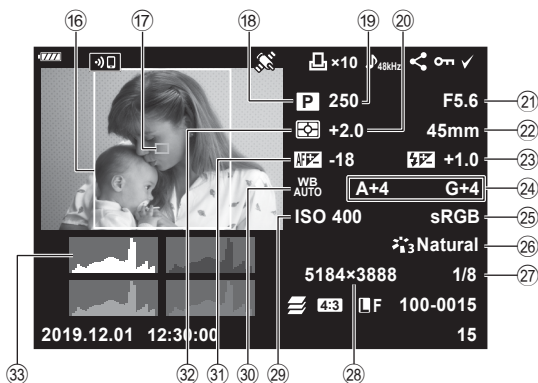 ⑯ ⑰ ⑱ ⑲ ⑳
×10 48kHz
P 250 F5.6 ㉑
+2.0 45mm ㉒
AF -18 +1.0 ㉓
WB AUTO A+4 G+4 ㉔
ISO 400 sRGB ㉕
3 Natural ㉖
5184×3888 1/8 ㉗
4:3 L F 100-0015
2019.12.01 12:30:00 15
㉝ ㉜ ㉛ ㉚ ㉙ ㉘